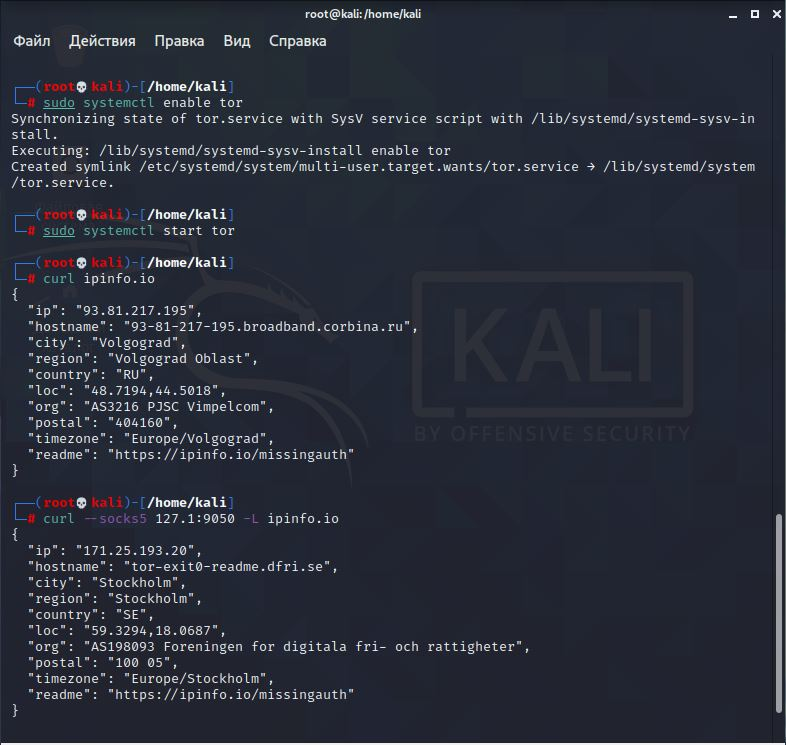 root@kali: /home/kali
Файл Действия Правка Вид Справка
┌──(root💀kali)-[/home/kali]
└─# sudo systemctl enable tor
Synchronizing state of tor.service with SysV service script with /lib/systemd/systemd-sysv-in
stall.
Executing: /lib/systemd/systemd-sysv-install enable tor
Created symlink /etc/systemd/system/multi-user.target.wants/tor.service → /lib/systemd/system
/tor.service.
┌──(root💀kali)-[/home/kali]
└─# sudo systemctl start tor
┌──(root💀kali)-[/home/kali]
└─# curl ipinfo.io
{
  "ip": "93.81.217.195",
  "hostname": "93-81-217-195.broadband.corbina.ru",
  "city": "Volgograd",
  "region": "Volgograd Oblast",
  "country": "RU",
  "loc": "48.7194,44.5018",
  "org": "AS3216 PJSC Vimpelcom",
  "postal": "404160",
  "timezone": "Europe/Volgograd",
  "readme": "https://ipinfo.io/missingauth"
}
┌──(root💀kali)-[/home/kali]
└─# curl --socks5 127.1:9050 -L ipinfo.io
{
  "ip": "171.25.193.20",
  "hostname": "tor-exit0-readme.dfri.se",
  "city": "Stockholm",
  "region": "Stockholm",
  "country": "SE",
  "loc": "59.3294,18.0687",
  "org": "AS198093 Foreningen for digitala fri- och rattigheter",
  "postal": "100 05",
  "timezone": "Europe/Stockholm",
  "readme": "https://ipinfo.io/missingauth"
}
KALI
BY OFFENSIVE SECURITY